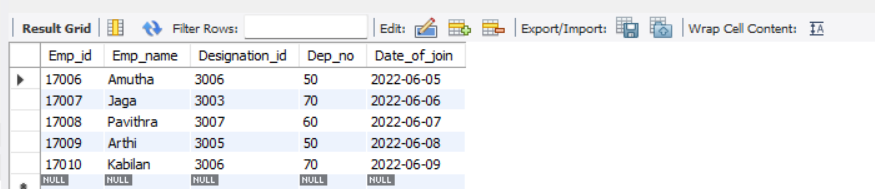 Result Grid Filter Rows: Edit: Export/Import: Wrap Cell Content: IA
Emp_id Emp_name Designation_id Dep_no Date_of_join
17006 Amutha 3006 50 2022-06-05
17007 Jaga 3003 70 2022-06-06
17008 Pavithra 3007 60 2022-06-07
17009 Arthi 3005 50 2022-06-08
17010 Kabilan 3006 70 2022-06-09
NULL NULL NULL NULL NULL